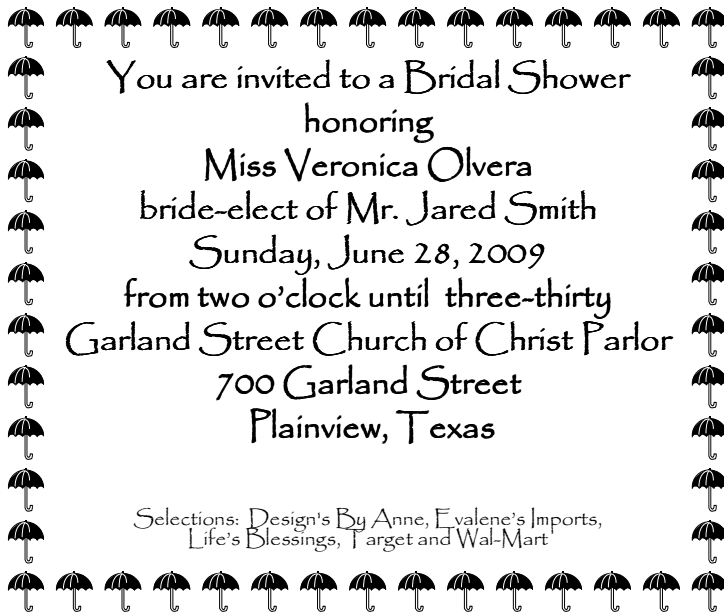 You are invited to a Bridal Shower
honoring
Miss Veronica Olvera
bride-elect of Mr. Jared Smith
Sunday, June 28, 2009
from two o’clock until three-thirty
Garland Street Church of Christ Parlor
700 Garland Street
Plainview, Texas
Selections: Design's By Anne, Evalene’s Imports,
Life’s Blessings, Target and Wal-Mart